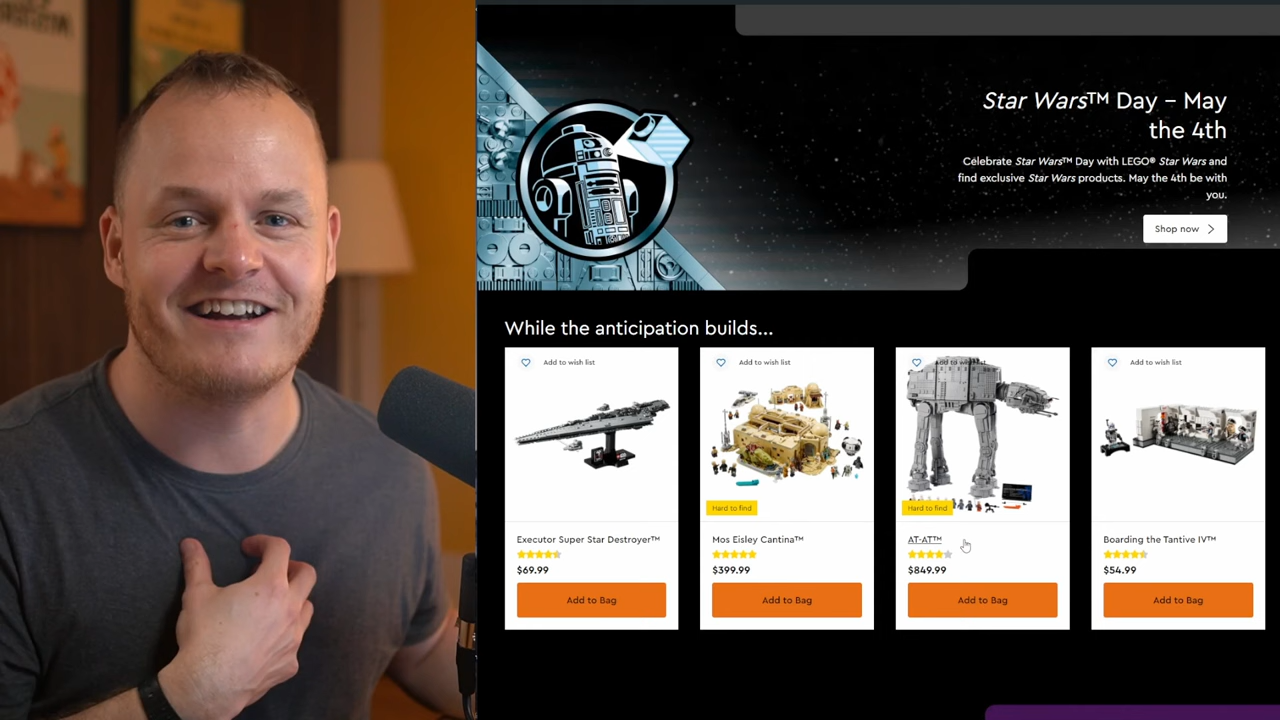 Star Wars™ Day – May
the 4th
Celebrate Star Wars™ Day with LEGO® Star Wars and
find exclusive Star Wars products. May the 4th be with
you.
Shop now
While the anticipation builds...
Add to wish list
Executor Super Star Destroyer™
$69.99
Add to Bag
Add to wish list
Hard to find
Mos Eisley Cantina™
$399.99
Add to Bag
Add to wish list
Hard to find
AT-AT™
$849.99
Add to Bag
Add to wish list
Boarding the Tantive IV™
$54.99
Add to Bag